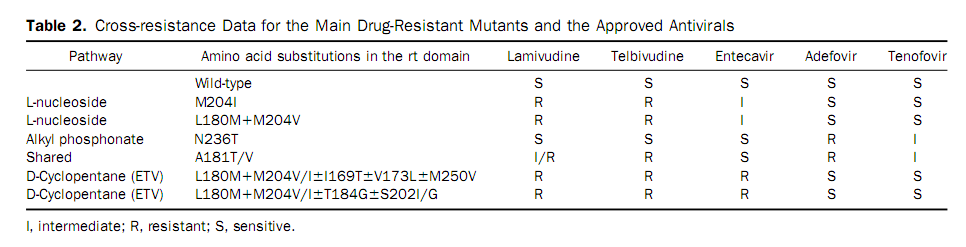 Table 2. Cross-resistance Data for the Main Drug-Resistant Mutants and the Approved Antivirals
Pathway Amino acid substitutions in the rt domain Lamivudine Telbivudine Entecavir Adefovir Tenofovir
Wild-type S S S S S
L-nucleoside M204I R R I S S
L-nucleoside L180M+M204V R R I S S
Alkyl phosphonate N236T S S S R I
Shared A181T/V I/R R S R I
D-Cyclopentane (ETV) L180M+M204V/I±I169T±V173L±M250V R R R S S
D-Cyclopentane (ETV) L180M+M204V/I±T184G±S202I/G R R R S S
I, intermediate; R, resistant; S, sensitive.